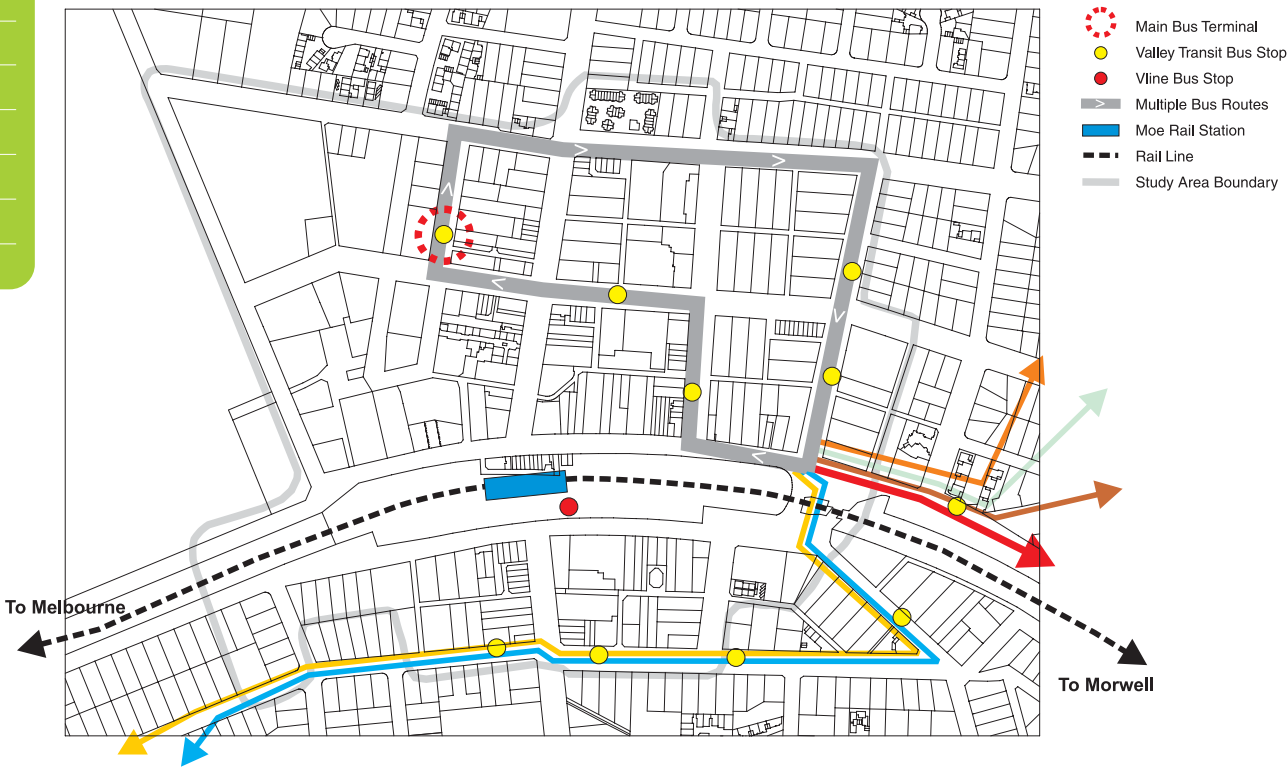 Main Bus Terminal
Valley Transit Bus Stop
Vline Bus Stop
Multiple Bus Routes
Moe Rail Station
Rail Line
Study Area Boundary
To Melbourne
To Morwell